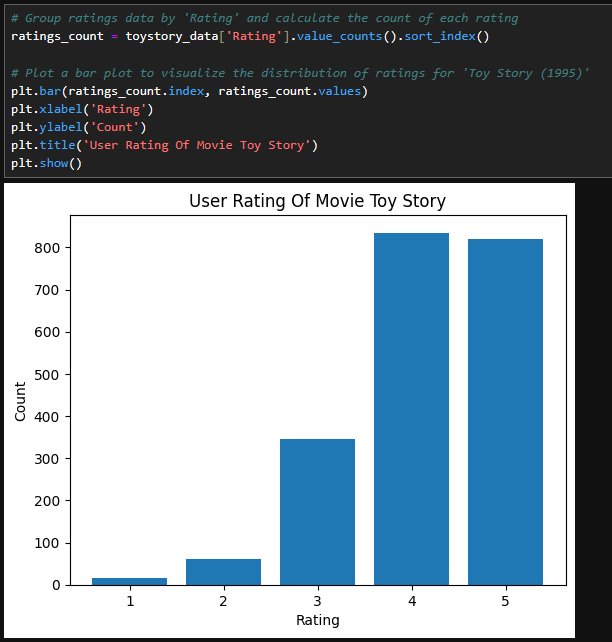 # Group ratings data by 'Rating' and calculate the count of each rating
ratings_count = toystory_data['Rating'].value_counts().sort_index()
# Plot a bar plot to visualize the distribution of ratings for 'Toy Story (1995)'
plt.bar(ratings_count.index, ratings_count.values)
plt.xlabel('Rating')
plt.ylabel('Count')
plt.title('User Rating Of Movie Toy Story')
plt.show()
User Rating Of Movie Toy Story
800
700
600
500
400
300
200
100
0
Count
1 2 3 4 5
Rating